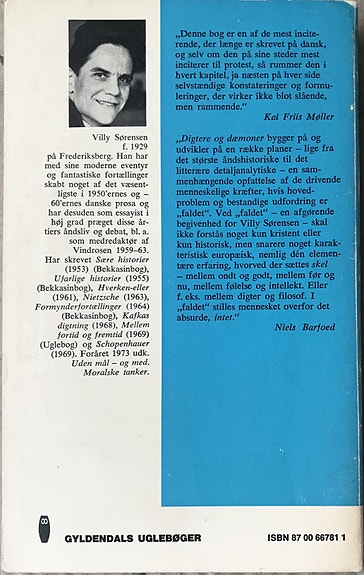 Villy Sørensen
f. 1929
på Frederiksberg. Han har
med sine moderne eventyr
og fantastiske fortællinger
skabt noget af det væsent-
ligste i 1950'ernes og –
60'ernes danske prosa og
har desuden som essayist i
høj grad præget disse år-
tiers åndsliv og debat, bl. a.
som medredaktør af
Vindrosen 1959–63.
Har skrevet Sære historier
(1953) (Bekkasinbog),
Ufarlige historier (1955)
(Bekkasinbog), Hverken-eller
(1961), Nietzsche (1963),
Formynderfortællinger (1964)
(Bekkasinbog), Kafkas
digtning (1968), Mellem
fortid og fremtid (1969)
(Uglebog) og Schopenhauer
(1969). Foråret 1973 udk.
Uden mål – og med.
Moralske tanker.
„Denne bog er en af de mest incite-
rende, der længe er skrevet på dansk,
og selv om den på sine steder mest
inciterer til protest, så rummer den i
hvert kapitel, ja næsten på hver side
selvstændige konstateringer og formu-
leringer, der virker ikke blot slående,
men rammende."
Kai Friis Møller
„Digtere og dæmoner bygger på og
udvikler på en række planer – lige fra
det største åndshistoriske til det
litterære detaljanalytiske – en sam-
menhængende opfattelse af de drivende
menneskelige kræfter, hvis hoved-
problem og bestandige udfordring er
„faldet". Ved „faldet" – en afgørende
begivenhed for Villy Sørensen – skal
ikke forstås noget kun kristent eller
kun historisk, men snarere noget karak-
teristisk europæisk, nemlig dén elemen-
tære erfaring, hvorved der sættes skel
– mellem ondt og godt, mellem før og
nu, mellem følelse og intellekt. Eller
f. eks. mellem digter og filosof. I
„faldet" stilles mennesket overfor det
absurde, intet."
Niels Barfoed
8
GYLDENDALS UGLEBØGER
ISBN 87 00 66781 1